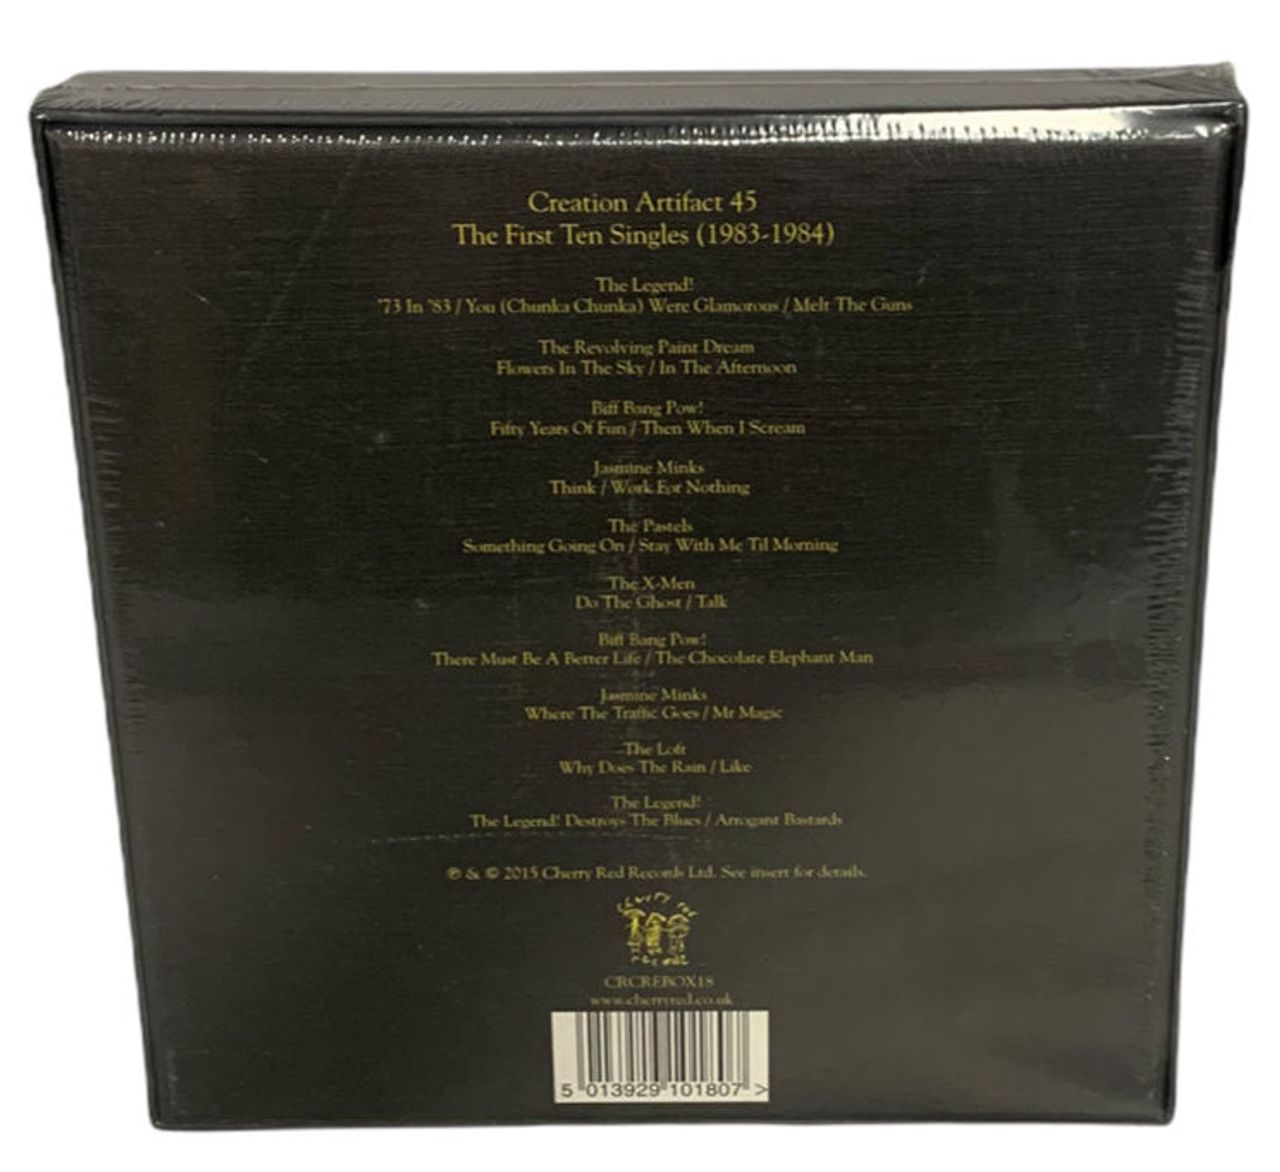 Creation Artifact 45
The First Ten Singles (1983-1984)
The Legend!
'73 In '83 / You (Chunka Chunka) Were Glamorous / Melt The Guns
The Revolving Paint Dream
Flowers In The Sky / In The Afternoon
Biff Bang Pow!
Fifty Years Of Fun / Then When I Scream
Jasmine Minks
Think / Work For Nothing
The Pastels
Something Going On / Stay With Me Til Morning
The X-Men
Do The Ghost / Talk
Biff Bang Pow!
There Must Be A Better Life / The Chocolate Elephant Man
Jasmine Minks
Where The Traffic Goes / Mr Magic
The Loft
Why Does The Rain / Like
The Legend!
The Legend! Destroys The Blues / Arrogant Bastards
℗ & © 2015 Cherry Red Records Ltd. See insert for details.
CHERRY RED
RECORDS
CRCREBOX18
www.cherryred.co.uk
5 013929 101807 >